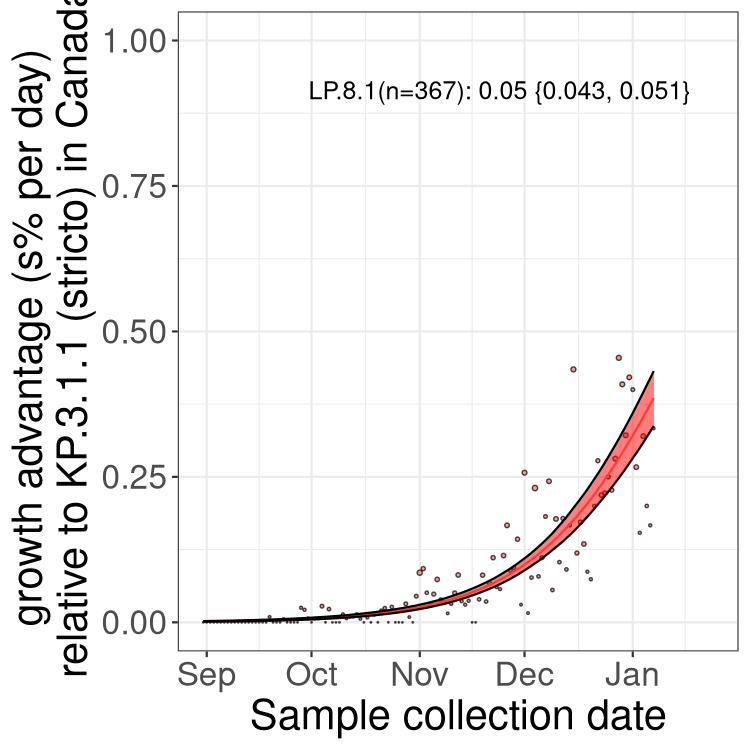 growth advantage (s% per day)
relative to KP.3.1.1 (stricto) in Canada
1.00
0.75
0.50
0.25
0.00
LP.8.1(n=367): 0.05 {0.043, 0.051}
Sep Oct Nov Dec Jan
Sample collection date